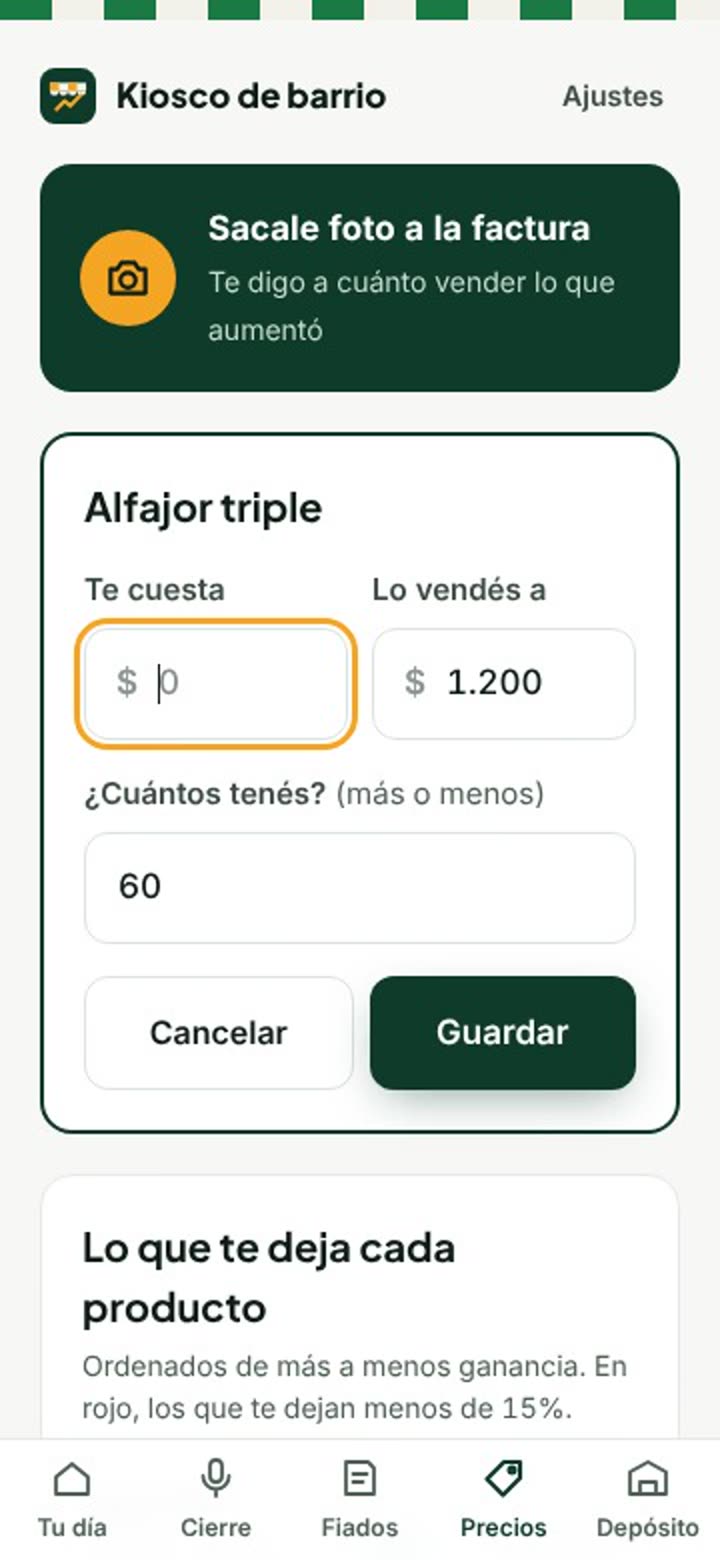 Kiosco de barrio
Ajustes
Sacale foto a la factura
Te digo a cuánto vender lo que
aumentó
Alfajor triple
Te cuesta
Lo vendés a
$ 0
$ 1.200
¿Cuántos tenés? (más o menos)
60
Cancelar
Guardar
Lo que te deja cada
producto
Ordenados de más a menos ganancia. En
rojo, los que te dejan menos de 15%.
Tu día
Cierre
Fiados
Precios
Depósito